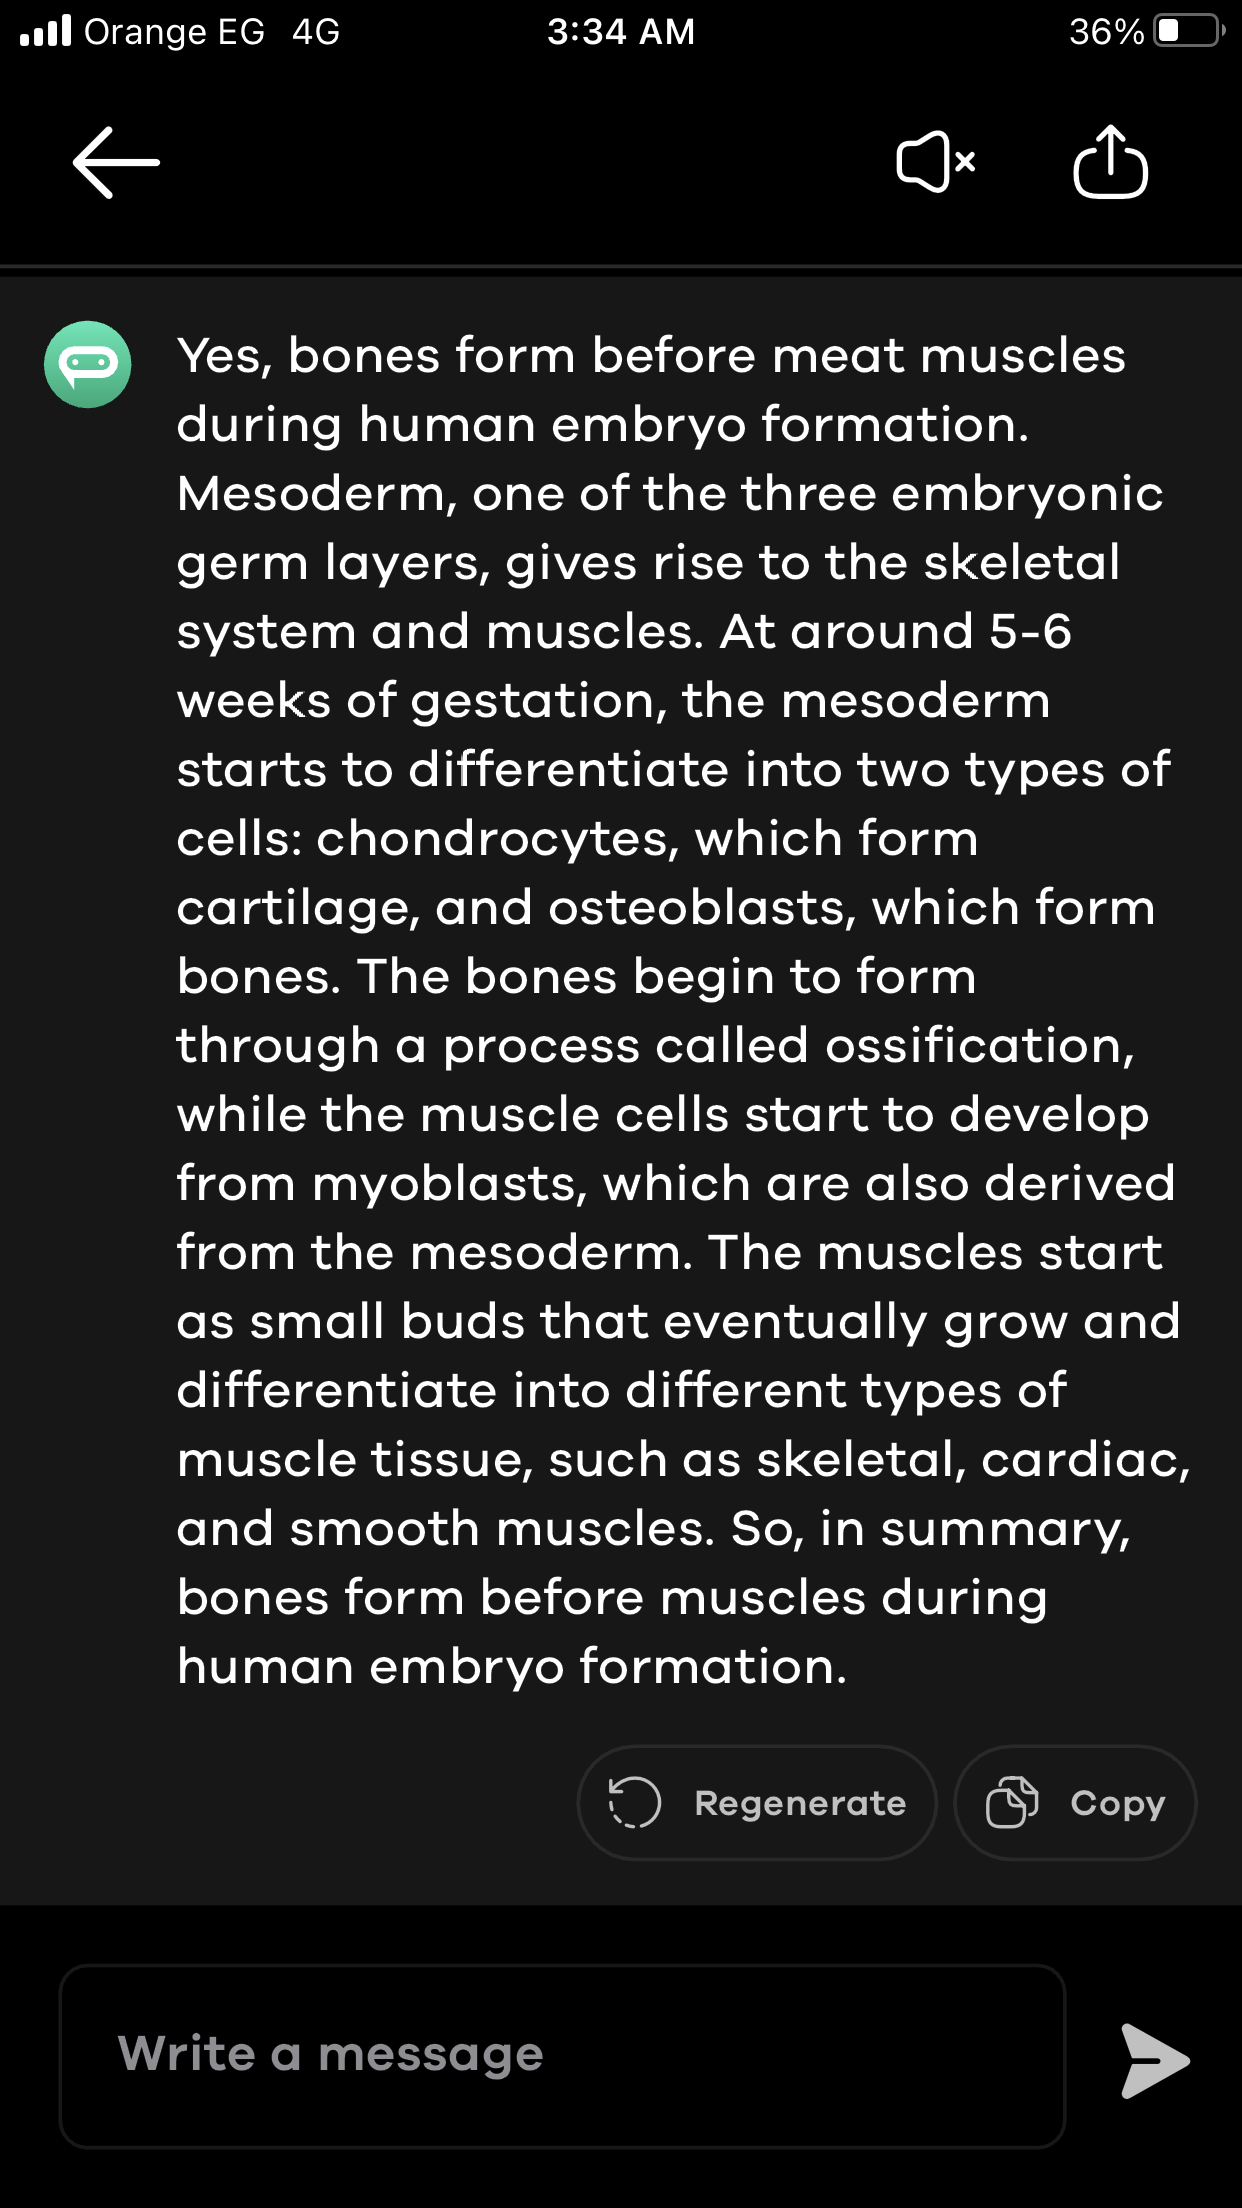 Orange EG 4G 3:34 AM 36%
Yes, bones form before meat muscles
during human embryo formation.
Mesoderm, one of the three embryonic
germ layers, gives rise to the skeletal
system and muscles. At around 5-6
weeks of gestation, the mesoderm
starts to differentiate into two types of
cells: chondrocytes, which form
cartilage, and osteoblasts, which form
bones. The bones begin to form
through a process called ossification,
while the muscle cells start to develop
from myoblasts, which are also derived
from the mesoderm. The muscles start
as small buds that eventually grow and
differentiate into different types of
muscle tissue, such as skeletal, cardiac,
and smooth muscles. So, in summary,
bones form before muscles during
human embryo formation.
Regenerate Copy
Write a message